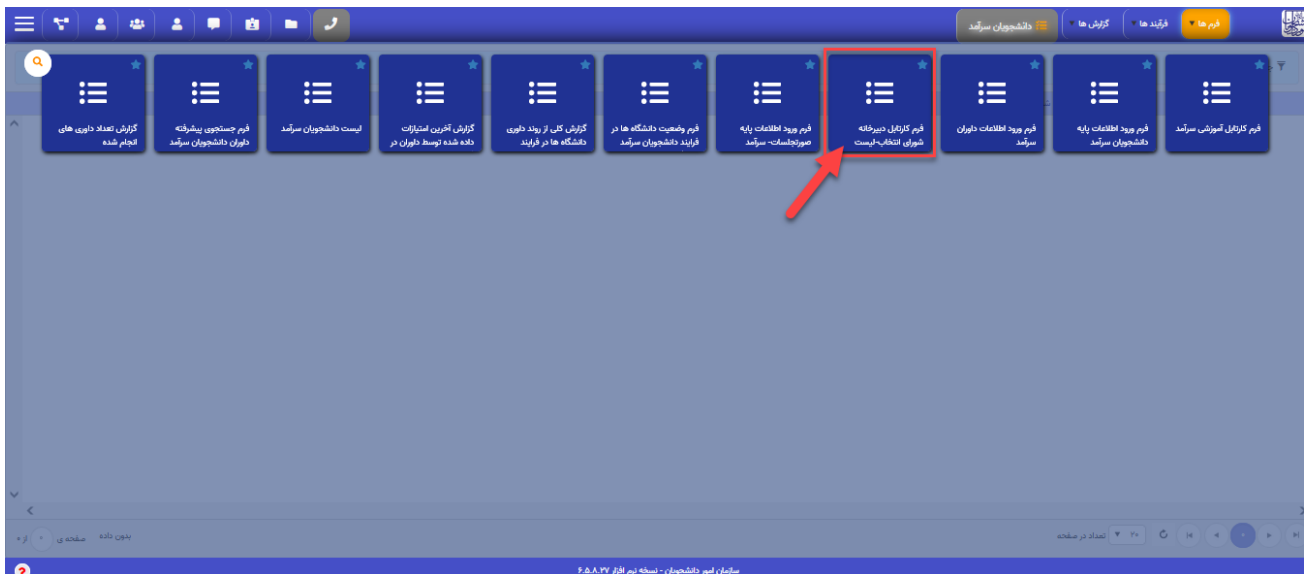 فرم ها
فرآیند ها
گزارش ها
دانشجویان سرآمد
فرم کارتابل آموزشی سرآمد
فرم ورود اطلاعات پایه
دانشجویان سرآمد
فرم ورود اطلاعات داوران
سرآمد
فرم کارتابل دبیرخانه
شورای انتخاب-لیست
فرم ورود اطلاعات پایه
صورتجلسات- سرآمد
فرم وضعیت دانشگاه ها در
فرایند دانشجویان سرآمد
گزارش کلی از روند داوری
دانشگاه ها در فرایند
گزارش آخرین امتیازات
داده شده توسط داوران در
لیست دانشجویان سرآمد
فرم جستجوی پیشرفته
داوران دانشجویان سرآمد
گزارش تعداد داوری های
انجام شده
۲۰ تعداد در صفحه
بدون داده صفحه ی ۰ از ۰
سازمان امور دانشجویان - نسخه نرم افزار ۶.۵.۸.۲۷